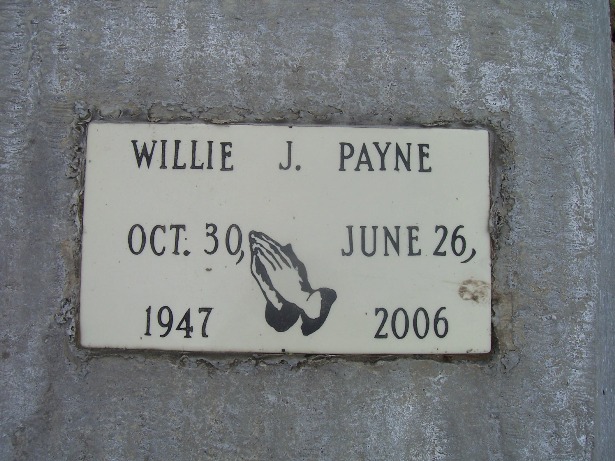 WILLIE J. PAYNE
OCT. 30, JUNE 26,
1947 2006